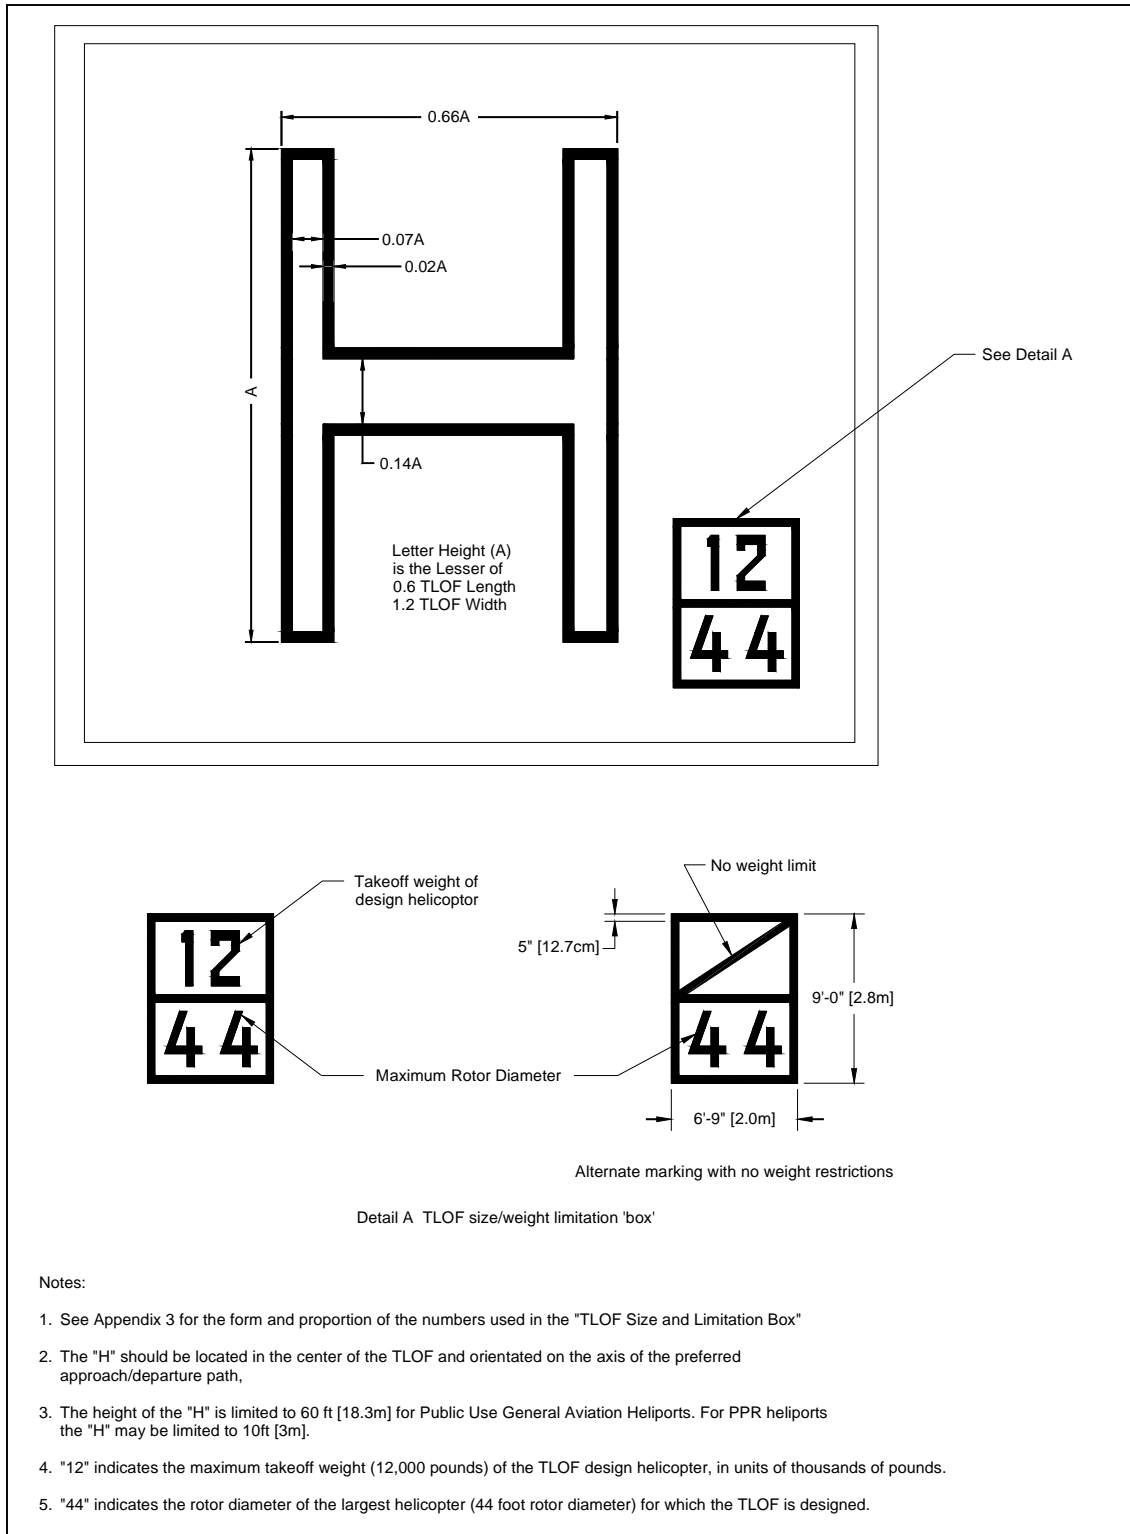 0.66A
0.07A
0.02A
A
0.14A
See Detail A
Letter Height (A)
is the Lesser of
0.6 TLOF Length
1.2 TLOF Width
12
44
Takeoff weight of
design helicoptor
No weight limit
12
44
5" [12.7cm]
9'-0" [2.8m]
44
Maximum Rotor Diameter
6'-9" [2.0m]
Alternate marking with no weight restrictions
Detail A TLOF size/weight limitation 'box'
Notes:
1. See Appendix 3 for the form and proportion of the numbers used in the "TLOF Size and Limitation Box"
2. The "H" should be located in the center of the TLOF and orientated on the axis of the preferred
approach/departure path,
3. The height of the "H" is limited to 60 ft [18.3m] for Public Use General Aviation Heliports. For PPR heliports
the "H" may be limited to 10ft [3m].
4. "12" indicates the maximum takeoff weight (12,000 pounds) of the TLOF design helicopter, in units of thousands of pounds.
5. "44" indicates the rotor diameter of the largest helicopter (44 foot rotor diameter) for which the TLOF is designed.